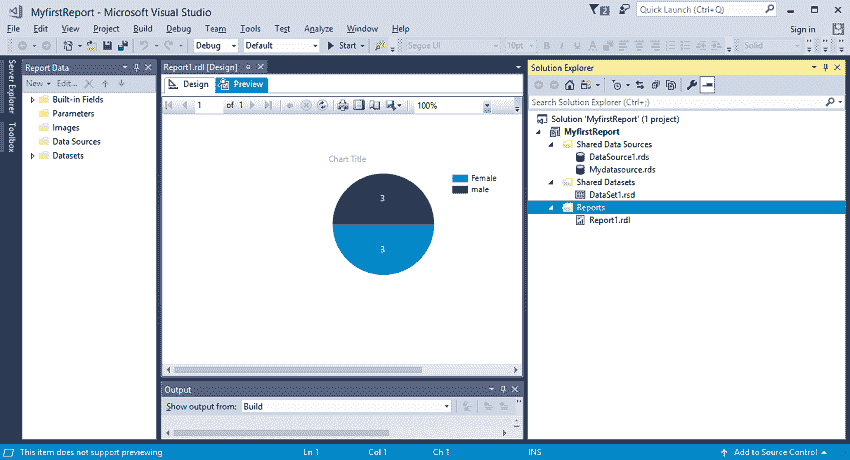 MyfirstReport - Microsoft Visual Studio
2
Quick Launch (Ctrl+Q)
File Edit View Project Build Debug Team Tools Test Analyze Window Help
Sign in
Debug Default Start Segoe UI 10pt B I U Solid
Server Explorer
Toolbox
Report Data
New Edit...
Built-in Fields
Parameters
Images
Data Sources
Datasets
Report1.rdl [Design]
Design Preview
1 of 1 100%
Chart Title
Female
male
3
3
Output
Show output from: Build
Solution Explorer
Search Solution Explorer (Ctrl+;)
Solution 'MyfirstReport' (1 project)
MyfirstReport
Shared Data Sources
DataSource1.rds
Mydatasource.rds
Shared Datasets
DataSet1.rsd
Reports
Report1.rdl
This item does not support previewing Ln 1 Col 1 Ch 1 INS Add to Source Control